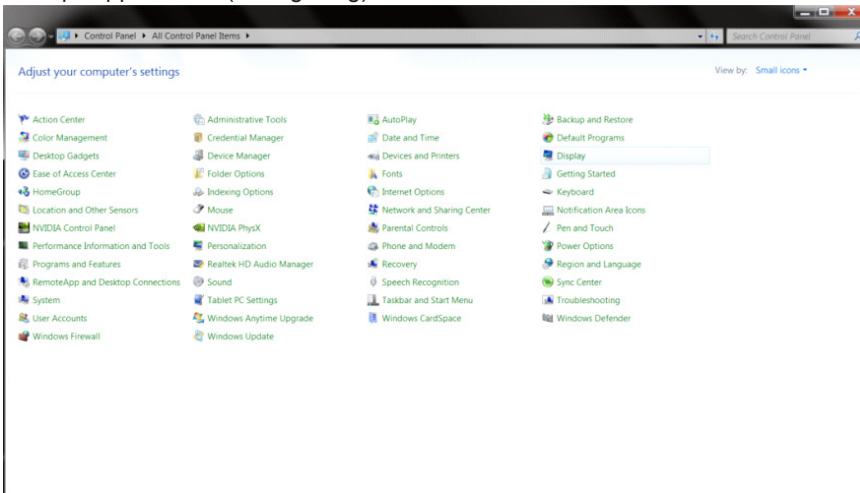 Control Panel ▸ All Control Panel Items ▸
Search Control Panel
Adjust your computer's settings
View by: Small icons
Action Center Administrative Tools AutoPlay Backup and Restore
Color Management Credential Manager Date and Time Default Programs
Desktop Gadgets Device Manager Devices and Printers Display
Ease of Access Center Folder Options Fonts Getting Started
HomeGroup Indexing Options Internet Options Keyboard
Location and Other Sensors Mouse Network and Sharing Center Notification Area Icons
NVIDIA Control Panel NVIDIA PhysX Parental Controls Pen and Touch
Performance Information and Tools Personalization Phone and Modem Power Options
Programs and Features Realtek HD Audio Manager Recovery Region and Language
RemoteApp and Desktop Connections Sound Speech Recognition Sync Center
System Tablet PC Settings Taskbar and Start Menu Troubleshooting
User Accounts Windows Anytime Upgrade Windows CardSpace Windows Defender
Windows Firewall Windows Update